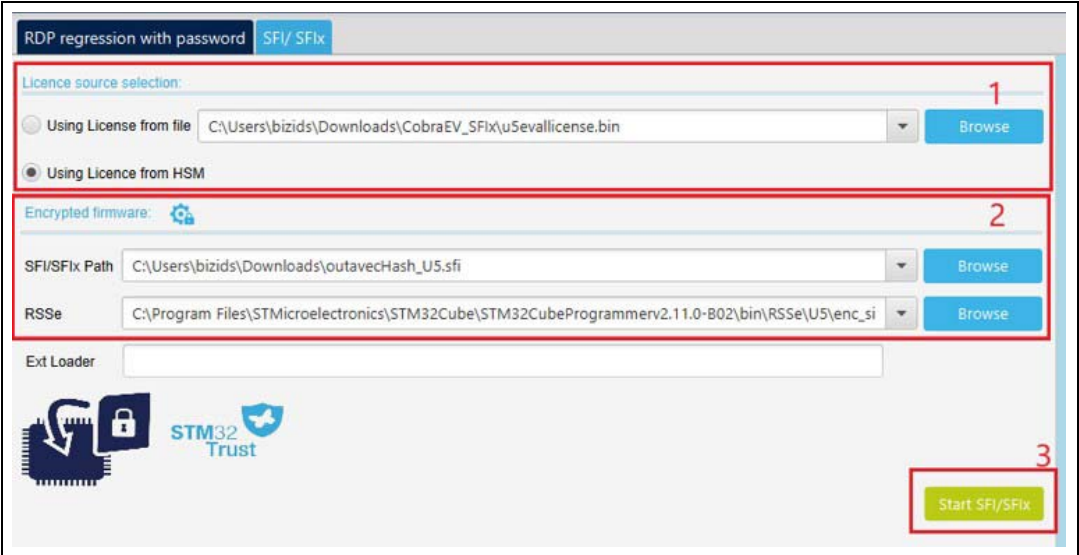 RDP regression with password SFI/ SFIx
Licence source selection:
1
Using License from file C:\Users\bizids\Downloads\CobraEV_SFIx\u5evallicense.bin Browse
Using Licence from HSM
Encrypted firmware:
2
SFI/SFIx Path C:\Users\bizids\Downloads\outavecHash_U5.sfi Browse
RSSe C:\Program Files\STMicroelectronics\STM32Cube\STM32CubeProgrammerv2.11.0-B02\bin\RSSe\U5\enc_si Browse
Ext Loader
STM32
Trust
3
Start SFI/SFIx